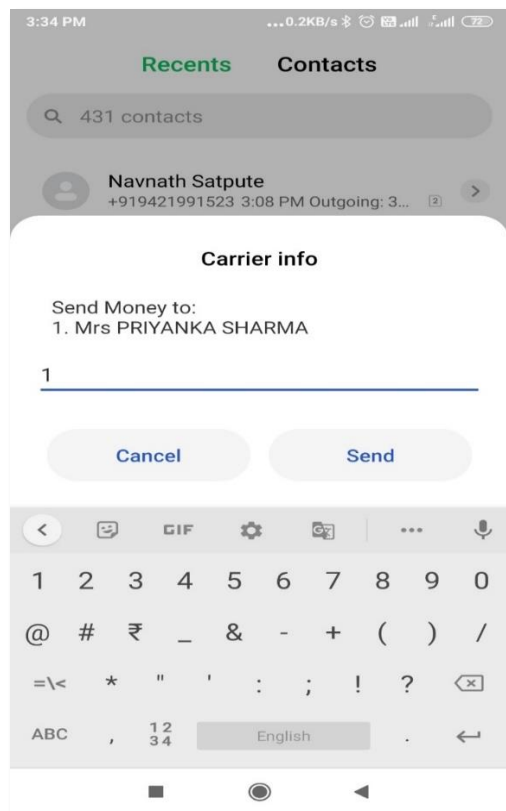 3:34 PM ...0.2KB/s 72
Recents Contacts
431 contacts
Navnath Satpute
+919421991523 3:08 PM Outgoing: 3... 2
Carrier info
Send Money to:
1. Mrs PRIYANKA SHARMA
1
Cancel Send
GIF
1 2 3 4 5 6 7 8 9 0
@ # ₹ _ & - + ( ) /
=\< * " ' : ; ! ?
ABC , 12 34 English .